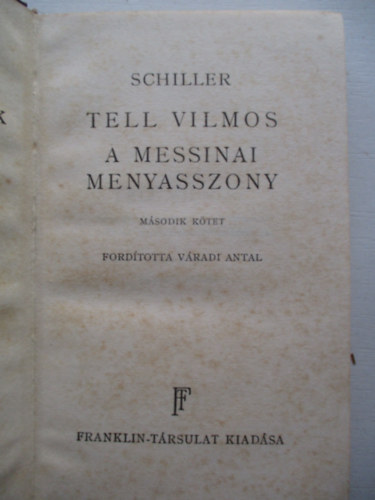 K
SCHILLER
TELL VILMOS
A MESSINAI
MENYASSZONY
MÁSODIK KÖTET
FORDÍTOTTA VÁRADI ANTAL
FT
FRANKLIN-TÁRSULAT KIADÁSA